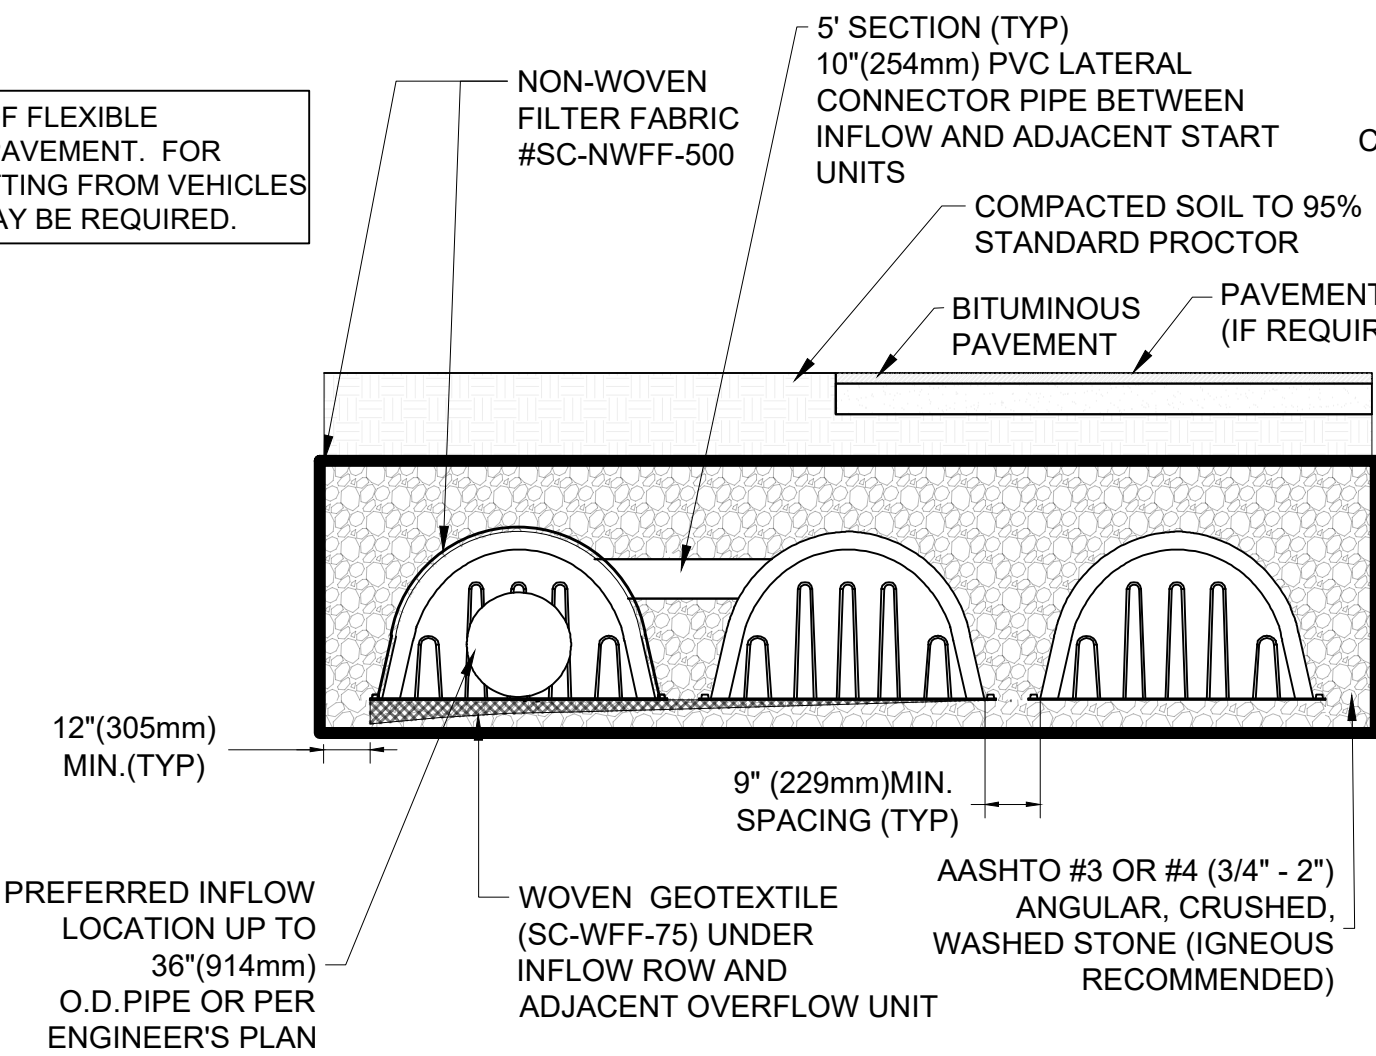 F FLEXIBLE
PAVEMENT. FOR
TTING FROM VEHICLES
AY BE REQUIRED.
NON-WOVEN
FILTER FABRIC
#SC-NWFF-500
5' SECTION (TYP)
10"(254mm) PVC LATERAL
CONNECTOR PIPE BETWEEN
INFLOW AND ADJACENT START
UNITS
C
COMPACTED SOIL TO 95%
STANDARD PROCTOR
BITUMINOUS
PAVEMENT
PAVEMENT
(IF REQUIR
12"(305mm)
MIN.(TYP)
9" (229mm)MIN.
SPACING (TYP)
PREFERRED INFLOW
LOCATION UP TO
36"(914mm)
O.D.PIPE OR PER
ENGINEER'S PLAN
WOVEN GEOTEXTILE
(SC-WFF-75) UNDER
INFLOW ROW AND
ADJACENT OVERFLOW UNIT
AASHTO #3 OR #4 (3/4" - 2")
ANGULAR, CRUSHED,
WASHED STONE (IGNEOUS
RECOMMENDED)